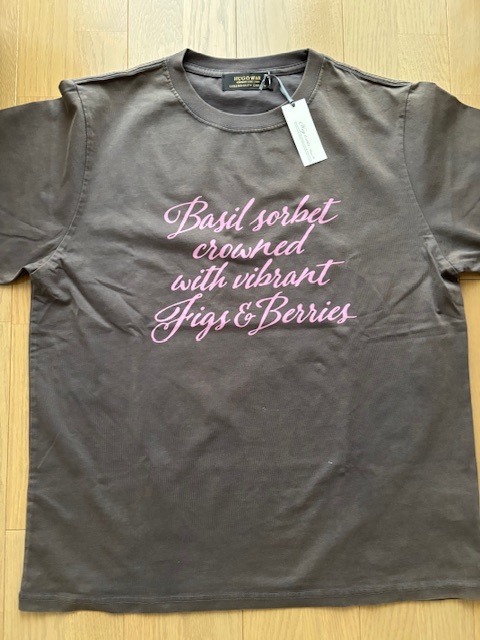 Basil sorbet
crowned
with vibrant
Figs & Berries